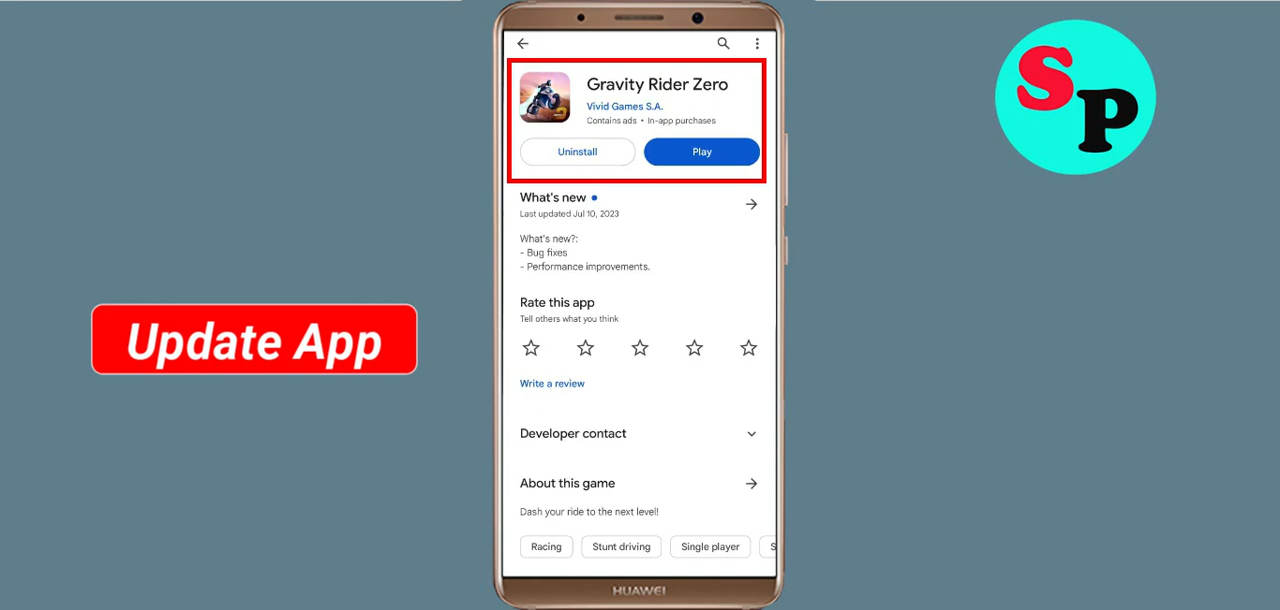 Gravity Rider Zero
Vivid Games S.A.
Contains ads • In-app purchases
Uninstall
Play
What's new
Last updated Jul 10, 2023
What's new?:
- Bug fixes
- Performance improvements.
Rate this app
Tell others what you think
Write a review
Developer contact
About this game
Dash your ride to the next level!
Racing
Stunt driving
Single player
S
HUAWEI
Update App
SP